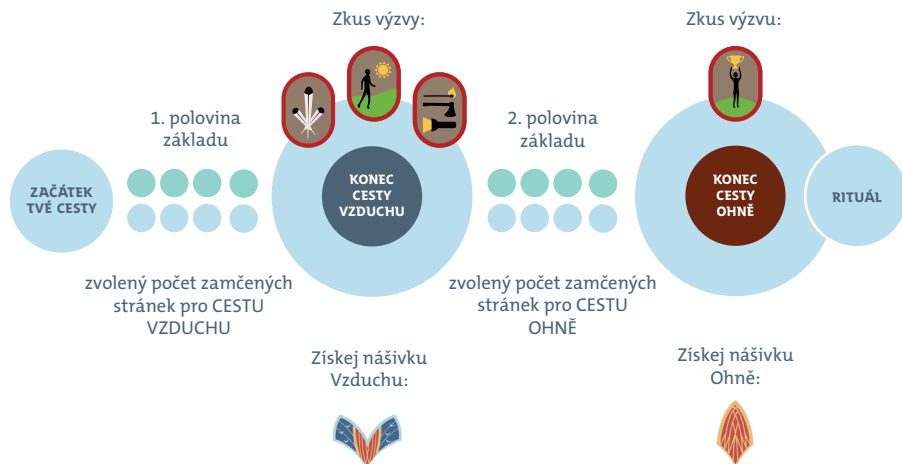 Zkus výzvy:
Zkus výzvu:
1. polovina
základu
2. polovina
základu
ZAČÁTEK
TVÉ CESTY
KONEC
CESTY
VZDUCHU
KONEC
CESTY
OHNĚ
RITUÁL
zvolený počet zamčených
stránek pro CESTU
VZDUCHU
zvolený počet zamčených
stránek pro CESTU
OHNĚ
Získej nášivku
Vzduchu:
Získej nášivku
Ohně: